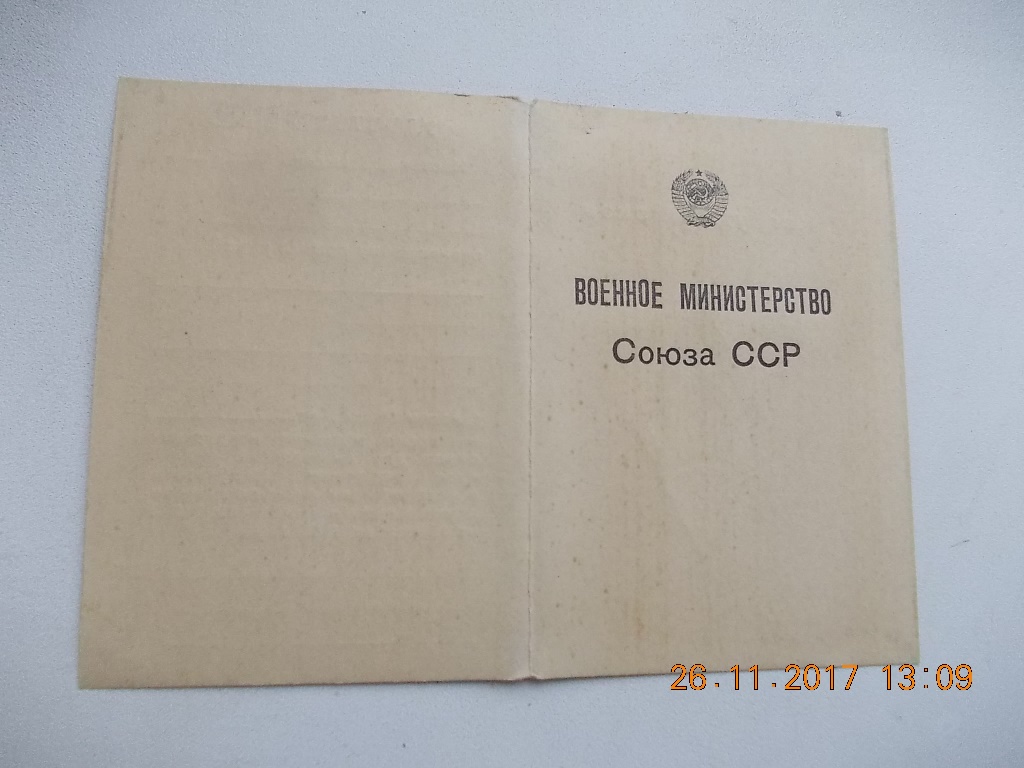 ВОЕННОЕ МИНИСТЕРСТВО
Союза ССР
26.11.2017 13:09